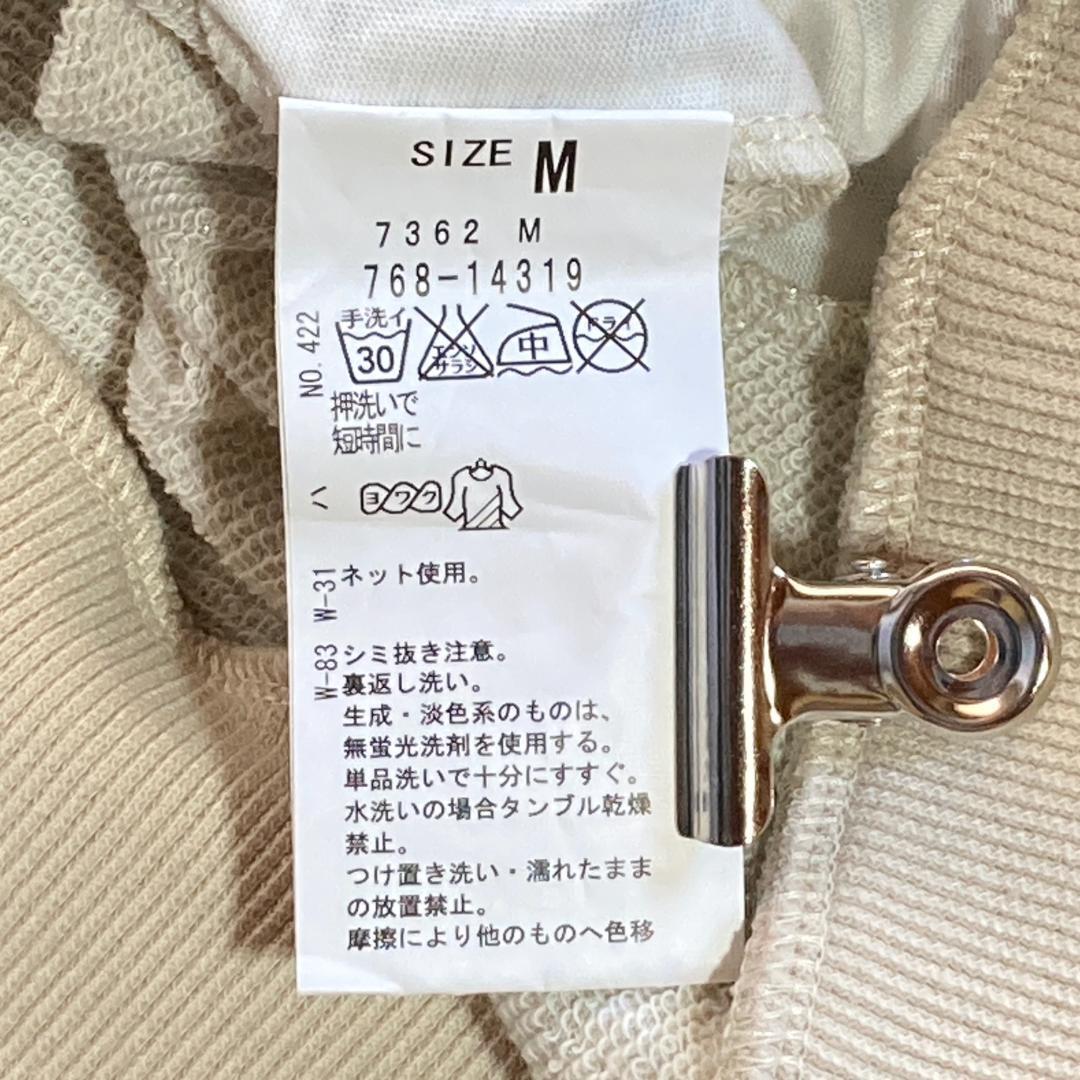 SIZE M
7362 M
768-14319
NO.422
手洗イ
30
エンソ
サラシ
中
ドライ
押洗いで
短時間に
ヨワク
W-31
ネット使用。
W-83
シミ抜き注意。
裏返し洗い。
生成・淡色系のものは、
無蛍光洗剤を使用する。
単品洗いで十分にすすぐ。
水洗いの場合タンブル乾燥
禁止。
つけ置き洗い・濡れたまま
の放置禁止。
摩擦により他のものへ色移